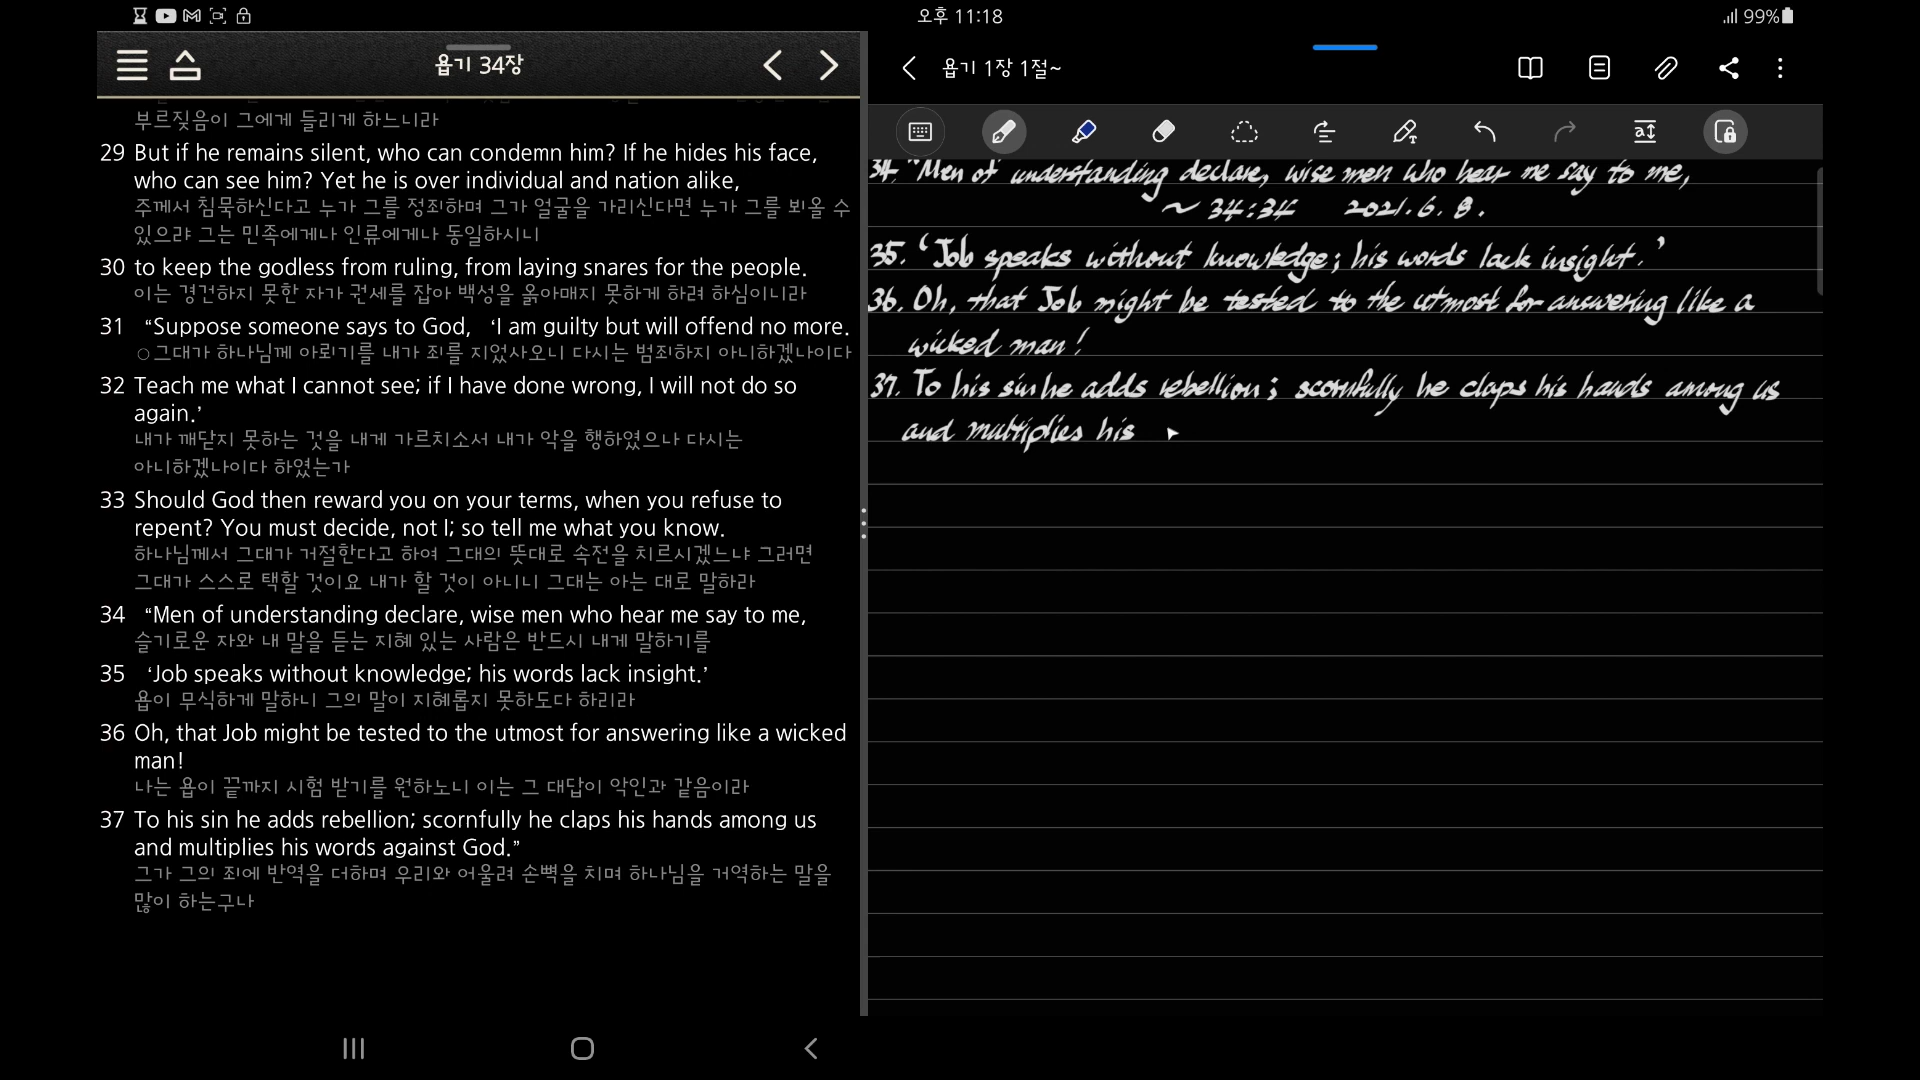 오후 11:18
99%
욥기 34장
부르짖음이 그에게 들리게 하느니라
29 But if he remains silent, who can condemn him? If he hides his face,
who can see him? Yet he is over individual and nation alike,
주께서 침묵하신다고 누가 그를 정죄하며 그가 얼굴을 가리신다면 누가 그를 뵈올 수
있으랴 그는 민족에게나 인류에게나 동일하시니
30 to keep the godless from ruling, from laying snares for the people.
이는 경건하지 못한 자가 권세를 잡아 백성을 옭아매지 못하게 하려 하심이니라
31 “Suppose someone says to God, ‘I am guilty but will offend no more.
○그대가 하나님께 아뢰기를 내가 죄를 지었사오니 다시는 범죄하지 아니하겠나이다
32 Teach me what I cannot see; if I have done wrong, I will not do so
again.’
내가 깨닫지 못하는 것을 내게 가르치소서 내가 악을 행하였으나 다시는
아니하겠나이다 하였는가
33 Should God then reward you on your terms, when you refuse to
repent? You must decide, not I; so tell me what you know.
하나님께서 그대가 거절한다고 하여 그대의 뜻대로 속전을 치르시겠느냐 그러면
그대가 스스로 택할 것이요 내가 할 것이 아니니 그대는 아는 대로 말하라
34 “Men of understanding declare, wise men who hear me say to me,
슬기로운 자와 내 말을 듣는 지혜 있는 사람은 반드시 내게 말하기를
35 ‘Job speaks without knowledge; his words lack insight.’
욥이 무식하게 말하니 그의 말이 지혜롭지 못하도다 하리라
36 Oh, that Job might be tested to the utmost for answering like a wicked
man!
나는 욥이 끝까지 시험 받기를 원하노니 이는 그 대답이 악인과 같음이라
37 To his sin he adds rebellion; scornfully he claps his hands among us
and multiplies his words against God.”
그가 그의 죄에 반역을 더하며 우리와 어울려 손뼉을 치며 하나님을 거역하는 말을
많이 하는구나
욥기 1장 1절~
34. “Men of understanding declare, wise men who hear me say to me,
~ 34:34 2021. 6. 8.
35. ‘Job speaks without knowledge; his words lack insight.’
36. Oh, that Job might be tested to the utmost for answering like a
wicked man!
37. To his sin he adds rebellion; scornfully he claps his hands among us
and multiplies his